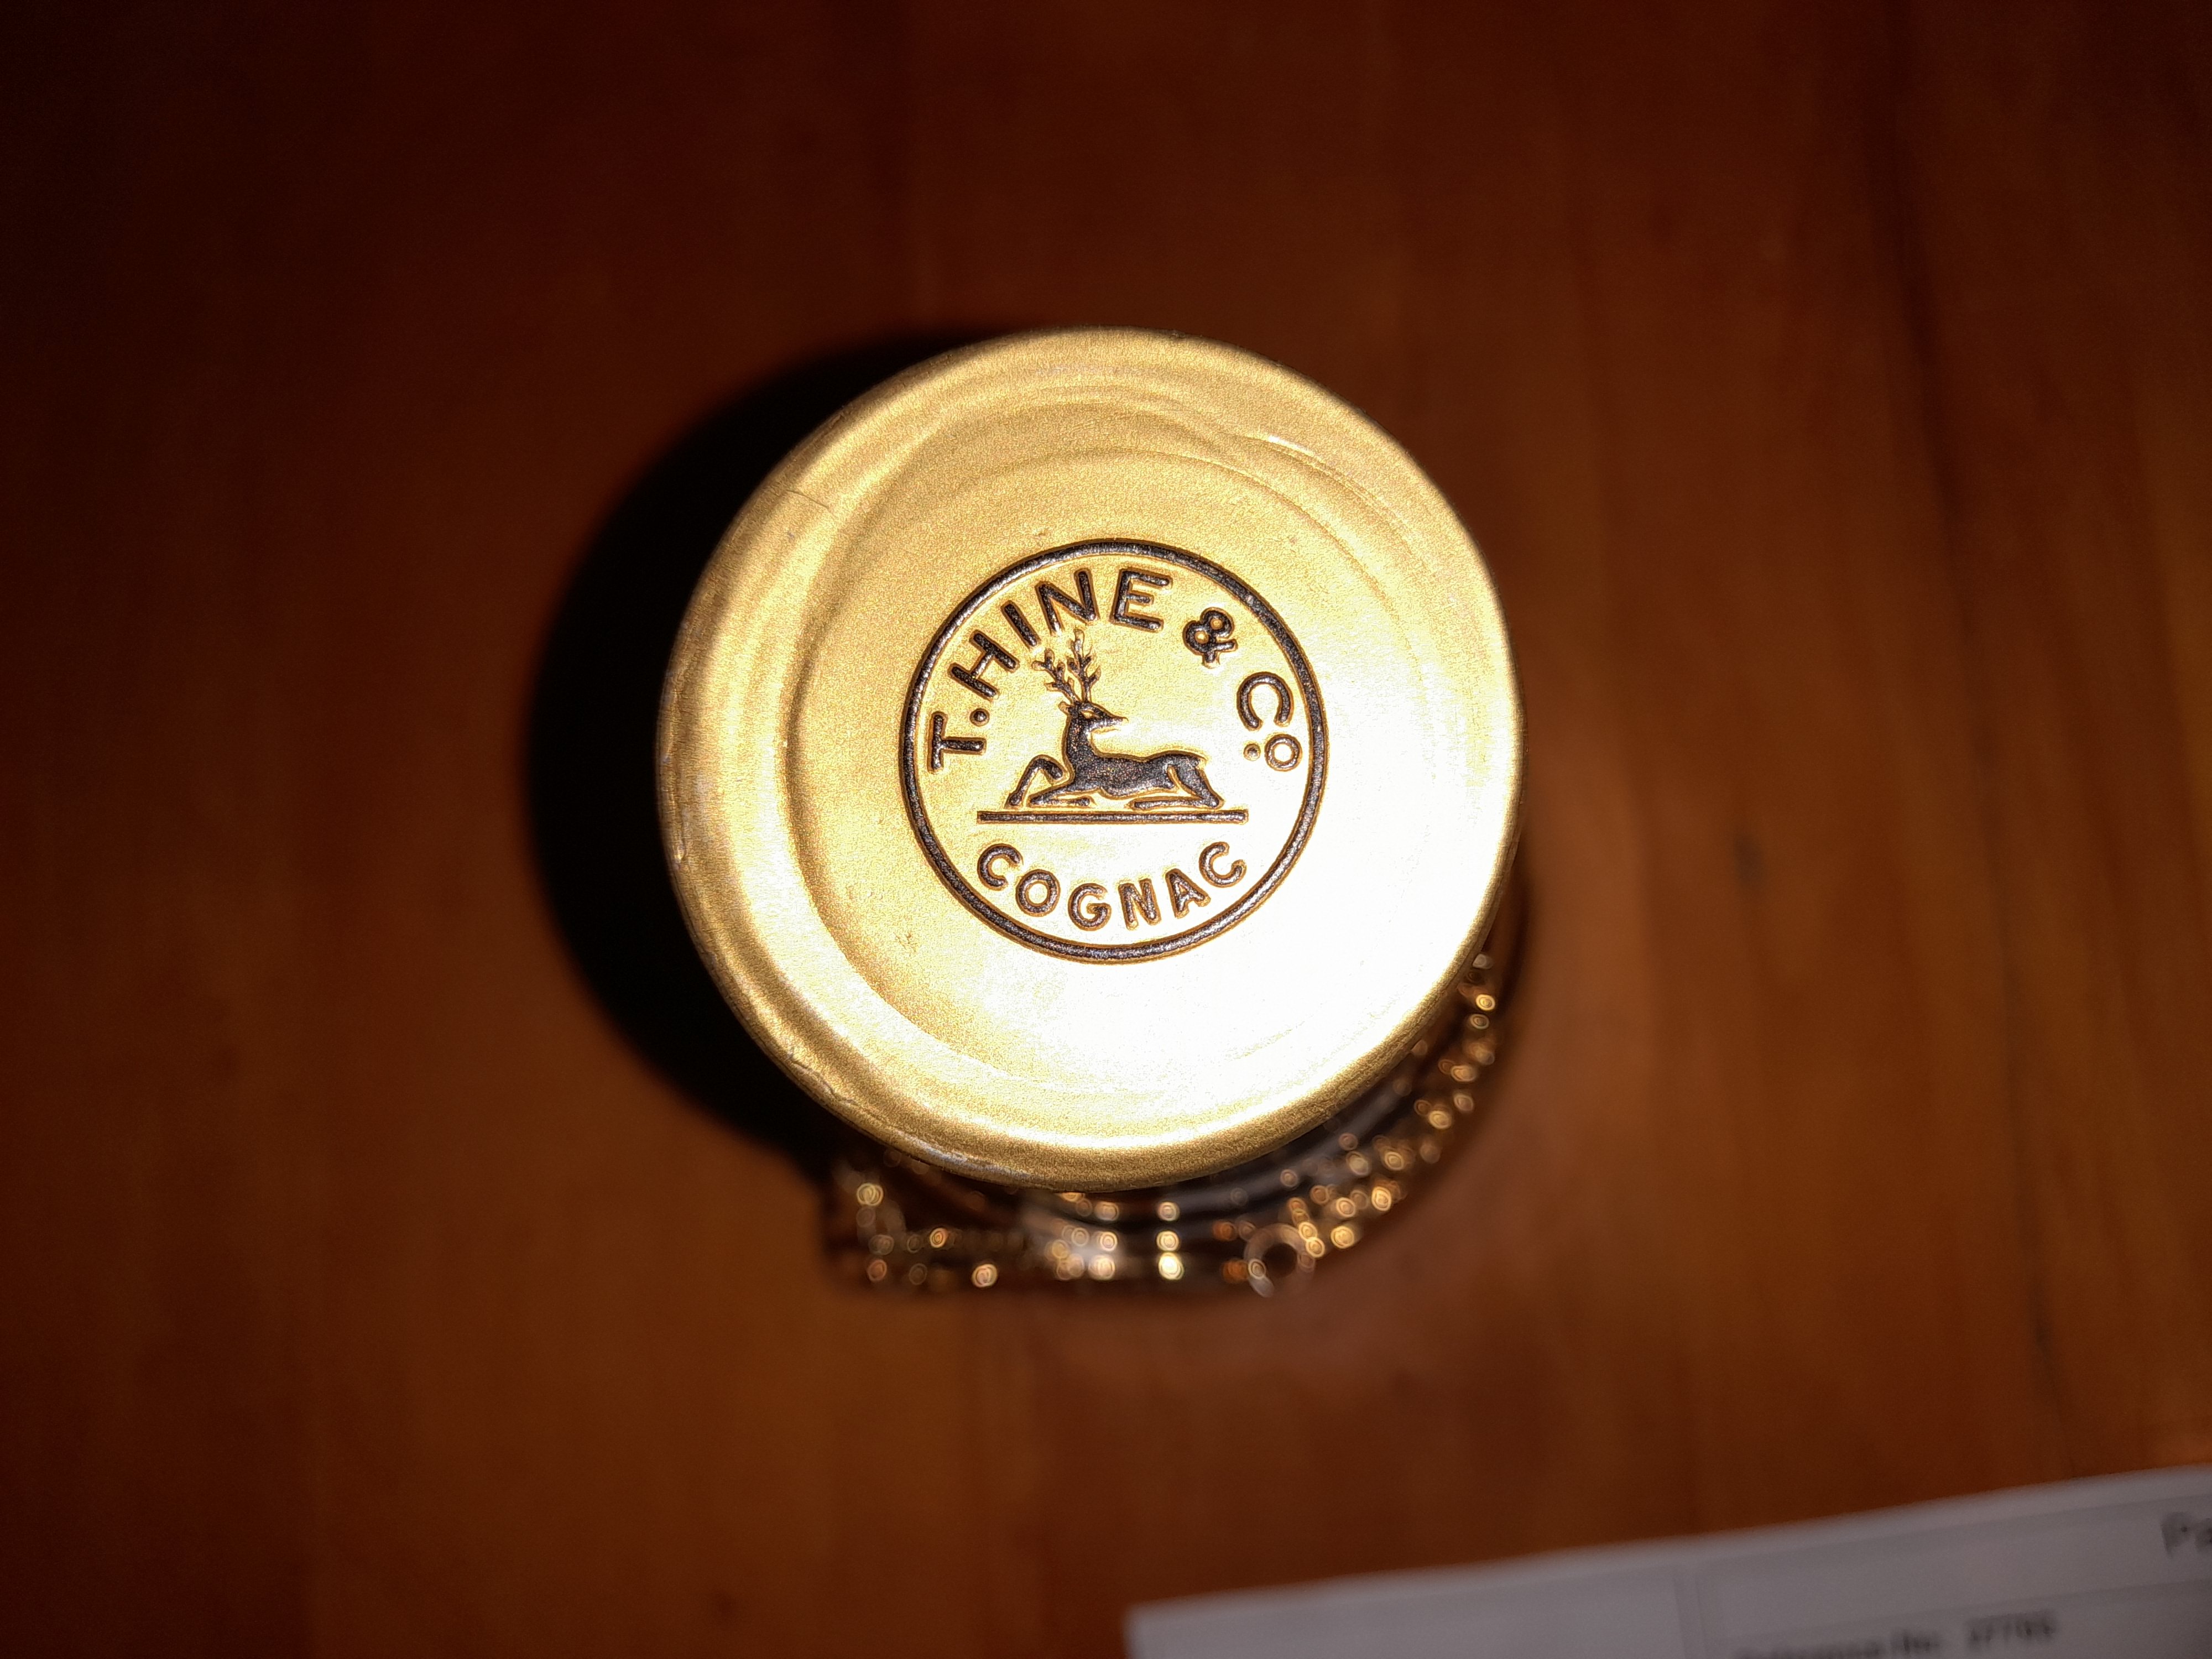 T. HINE & Co.
COGNAC